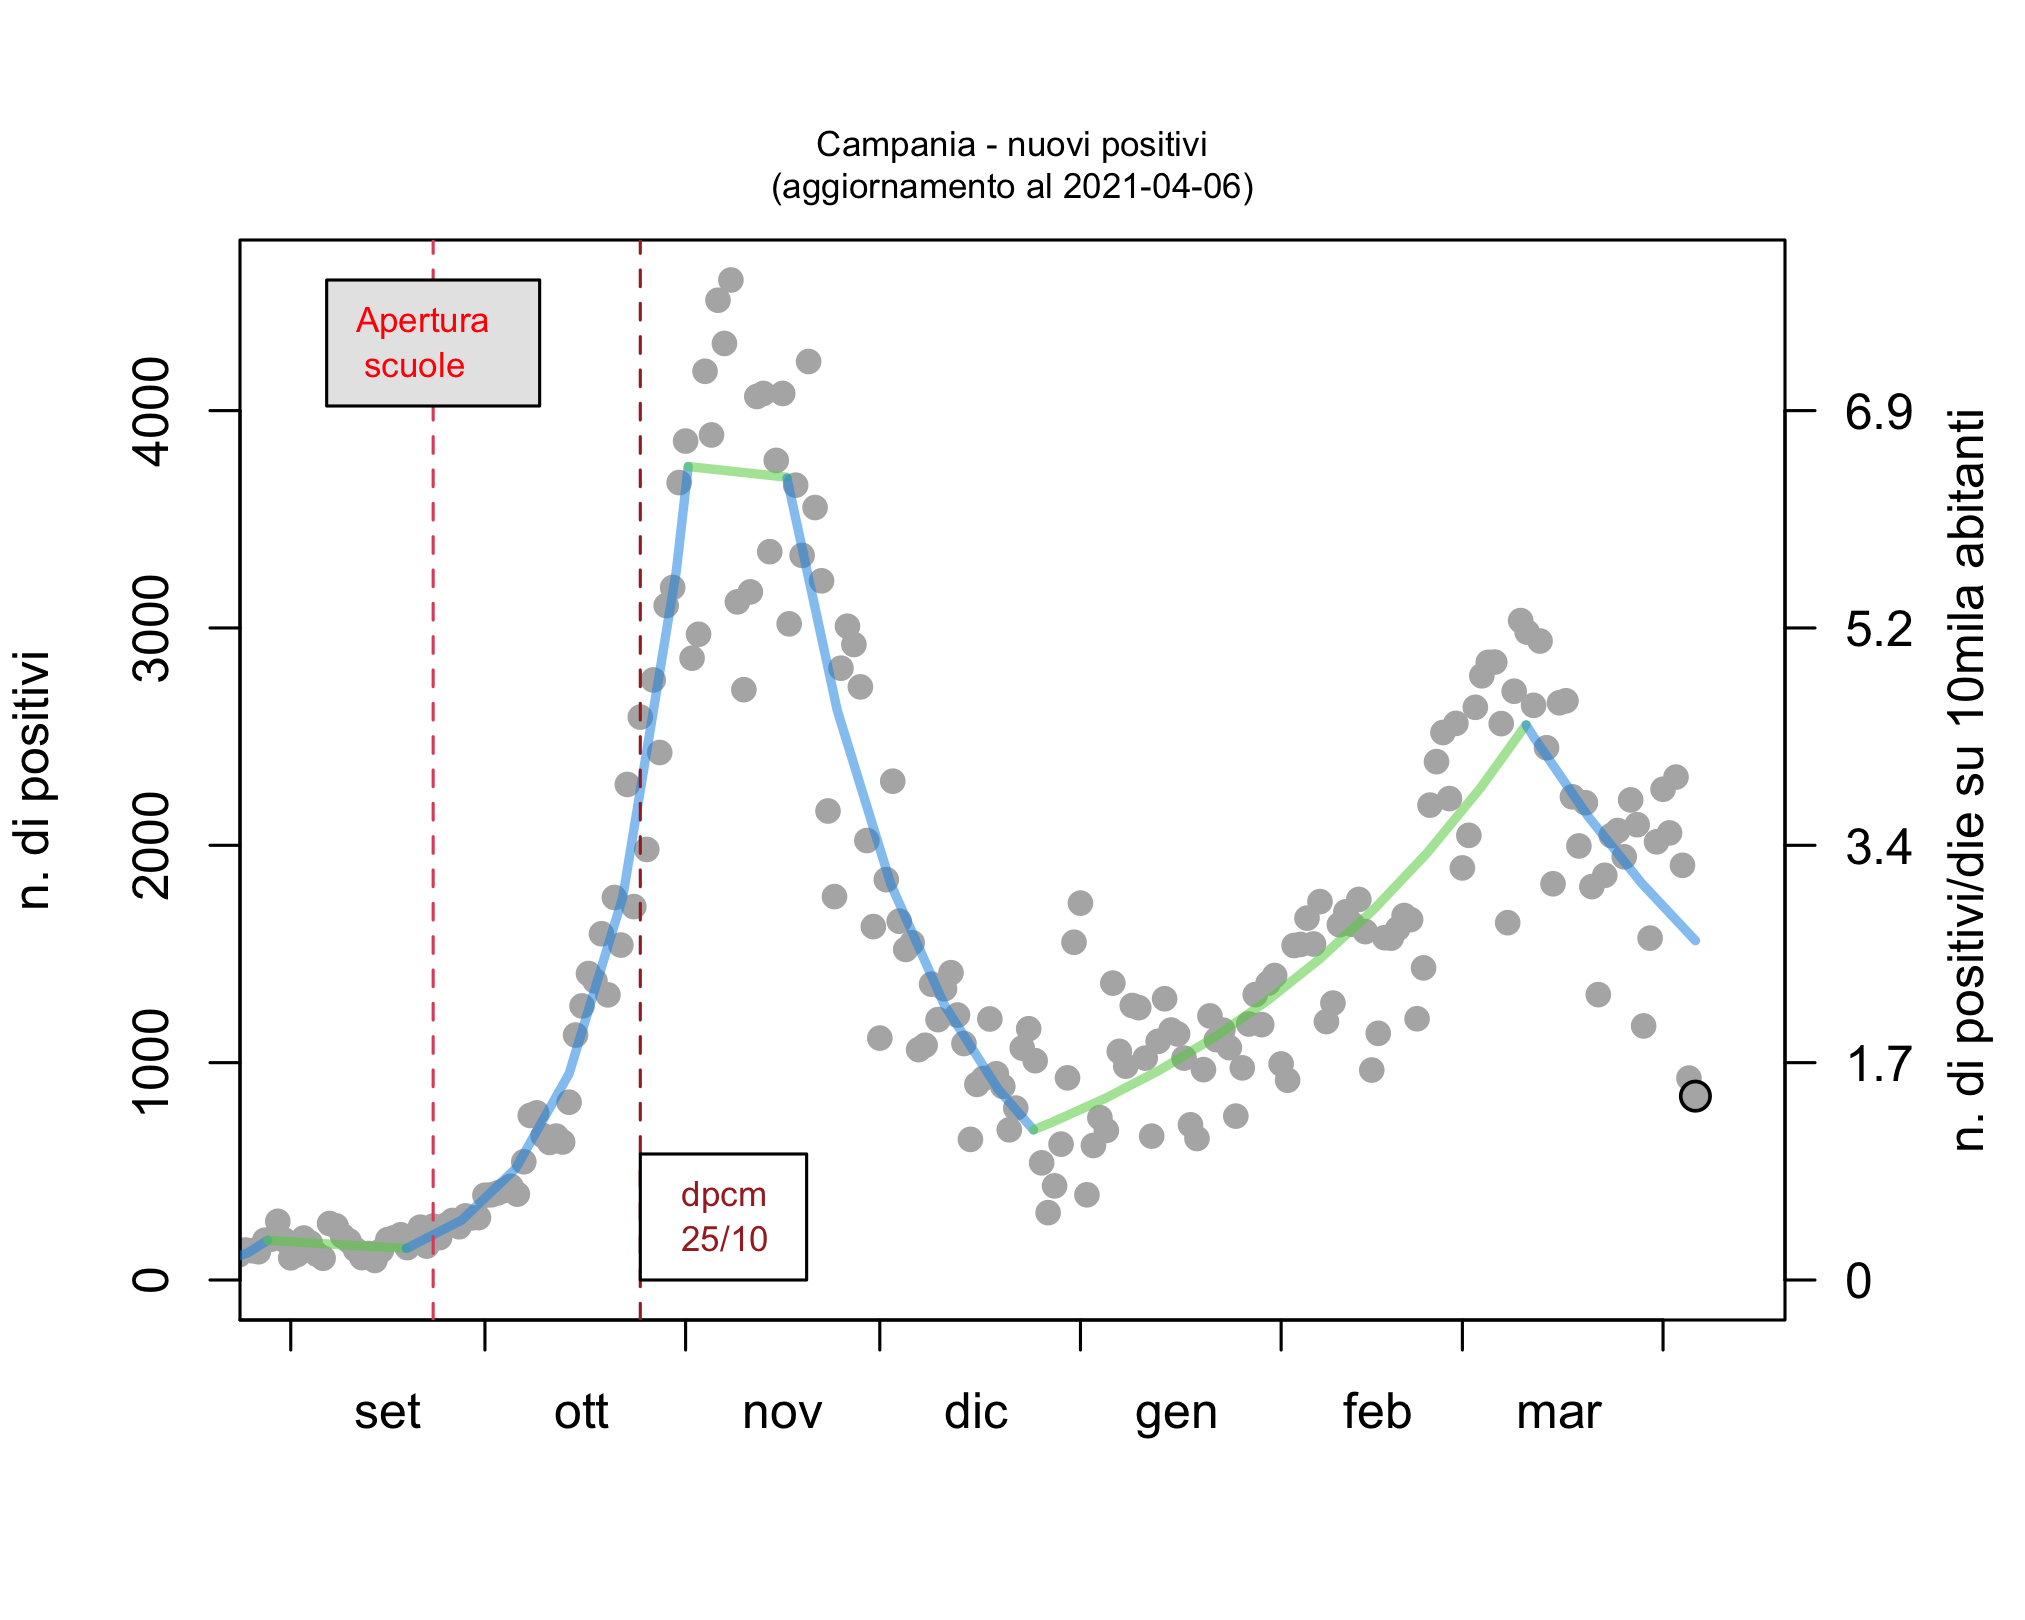 Campania - nuovi positivi
(aggiornamento al 2021-04-06)
Apertura
scuole
dpcm
25/10
n. di positivi
0
1000
2000
3000
4000
0
1.7
3.4
5.2
6.9
n. di positivi/die su 10mila abitanti
set
ott
nov
dic
gen
feb
mar